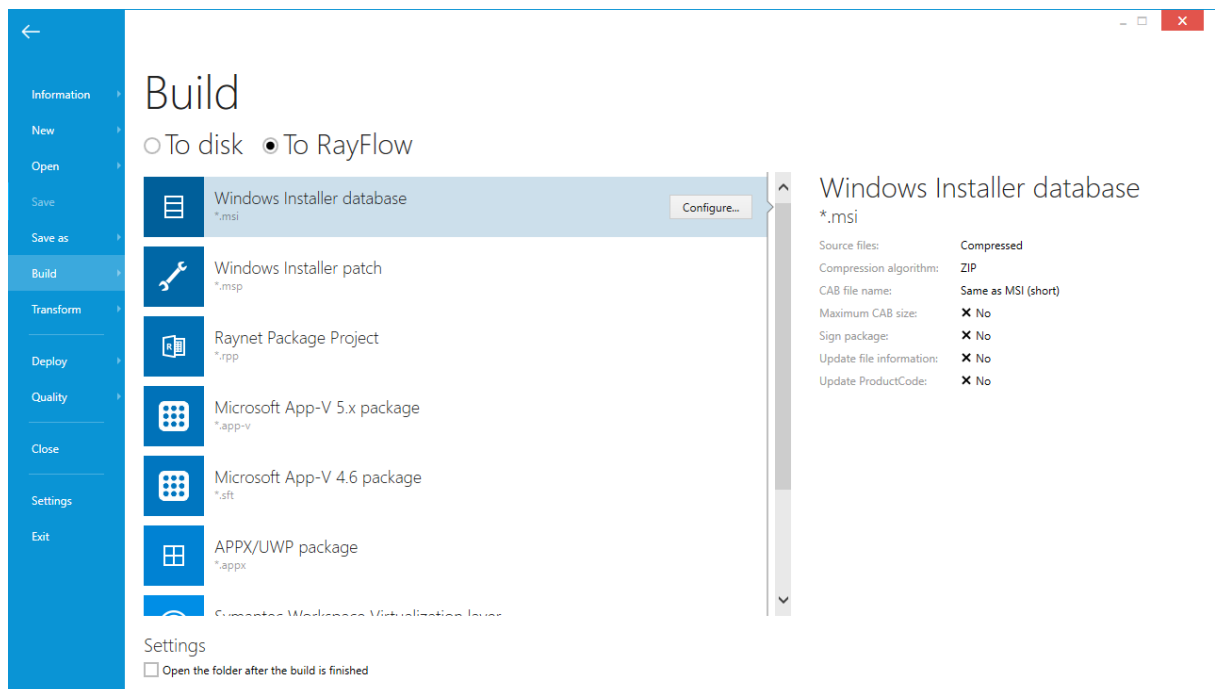 Information
New
Open
Save
Save as
Build
Transform
Deploy
Quality
Close
Settings
Exit
Build
To disk To RayFlow
Windows Installer database
*.msi
Configure...
Windows Installer patch
*.msp
Raynet Package Project
*.rpp
Microsoft App-V 5.x package
*.app-v
Microsoft App-V 4.6 package
*.sft
APPX/UWP package
*.appx
Symantec Workspace Virtualization layer
Settings
Open the folder after the build is finished
Windows Installer database
*.msi
Source files: Compressed
Compression algorithm: ZIP
CAB file name: Same as MSI (short)
Maximum CAB size: No
Sign package: No
Update file information: No
Update ProductCode: No